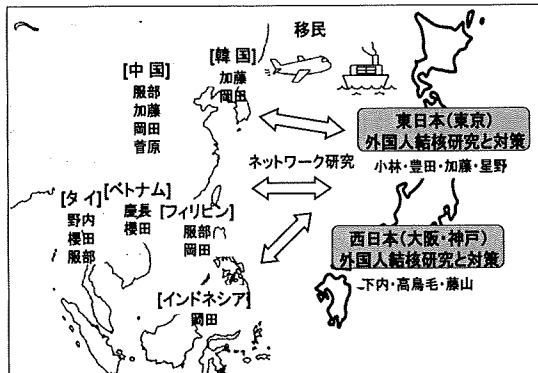 移民
[中国]
服部
加藤
岡田
菅原
[韓国]
加藤
岡田
東日本(東京)
外国人結核研究と対策
小林・豊田・加藤・星野
ネットワーク研究
[タイ]
野内
櫻田
服部
[ベトナム]
慶長
櫻田
[フィリピン]
服部
岡田
西日本(大阪・神戸)
外国人結核研究と対策
下内・高鳥毛・藤山
[インドネシア]
岡田